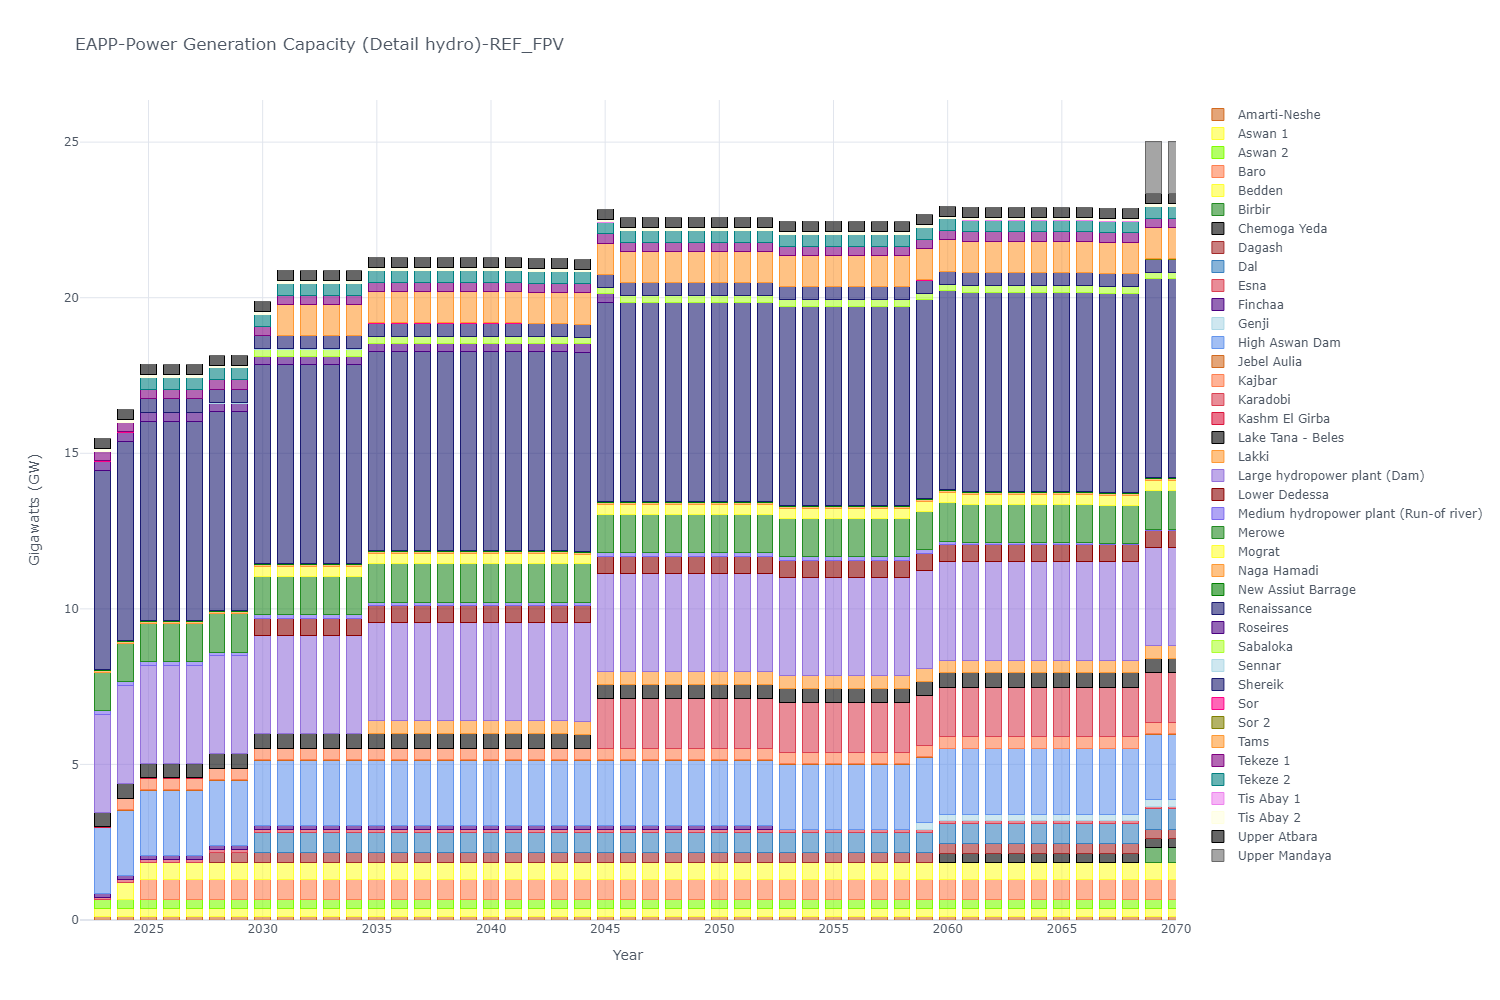 EAPP-Power Generation Capacity (Detail hydro)-REF_FPV
25
20
15
10
5
0
Gigawatts (GW)
2025
2030
2035
2040
2045
2050
2055
2060
2065
2070
Year
Amarti-Neshe
Aswan 1
Aswan 2
Baro
Bedden
Birbir
Chemoga Yeda
Dagash
Dal
Esna
Finchaa
Genji
High Aswan Dam
Jebel Aulia
Kajbar
Karadobi
Kashm El Girba
Lake Tana - Beles
Lakki
Large hydropower plant (Dam)
Lower Dedessa
Medium hydropower plant (Run-of river)
Merowe
Mograt
Naga Hamadi
New Assiut Barrage
Renaissance
Roseires
Sabaloka
Sennar
Shereik
Sor
Sor 2
Tams
Tekeze 1
Tekeze 2
Tis Abay 1
Tis Abay 2
Upper Atbara
Upper Mandaya